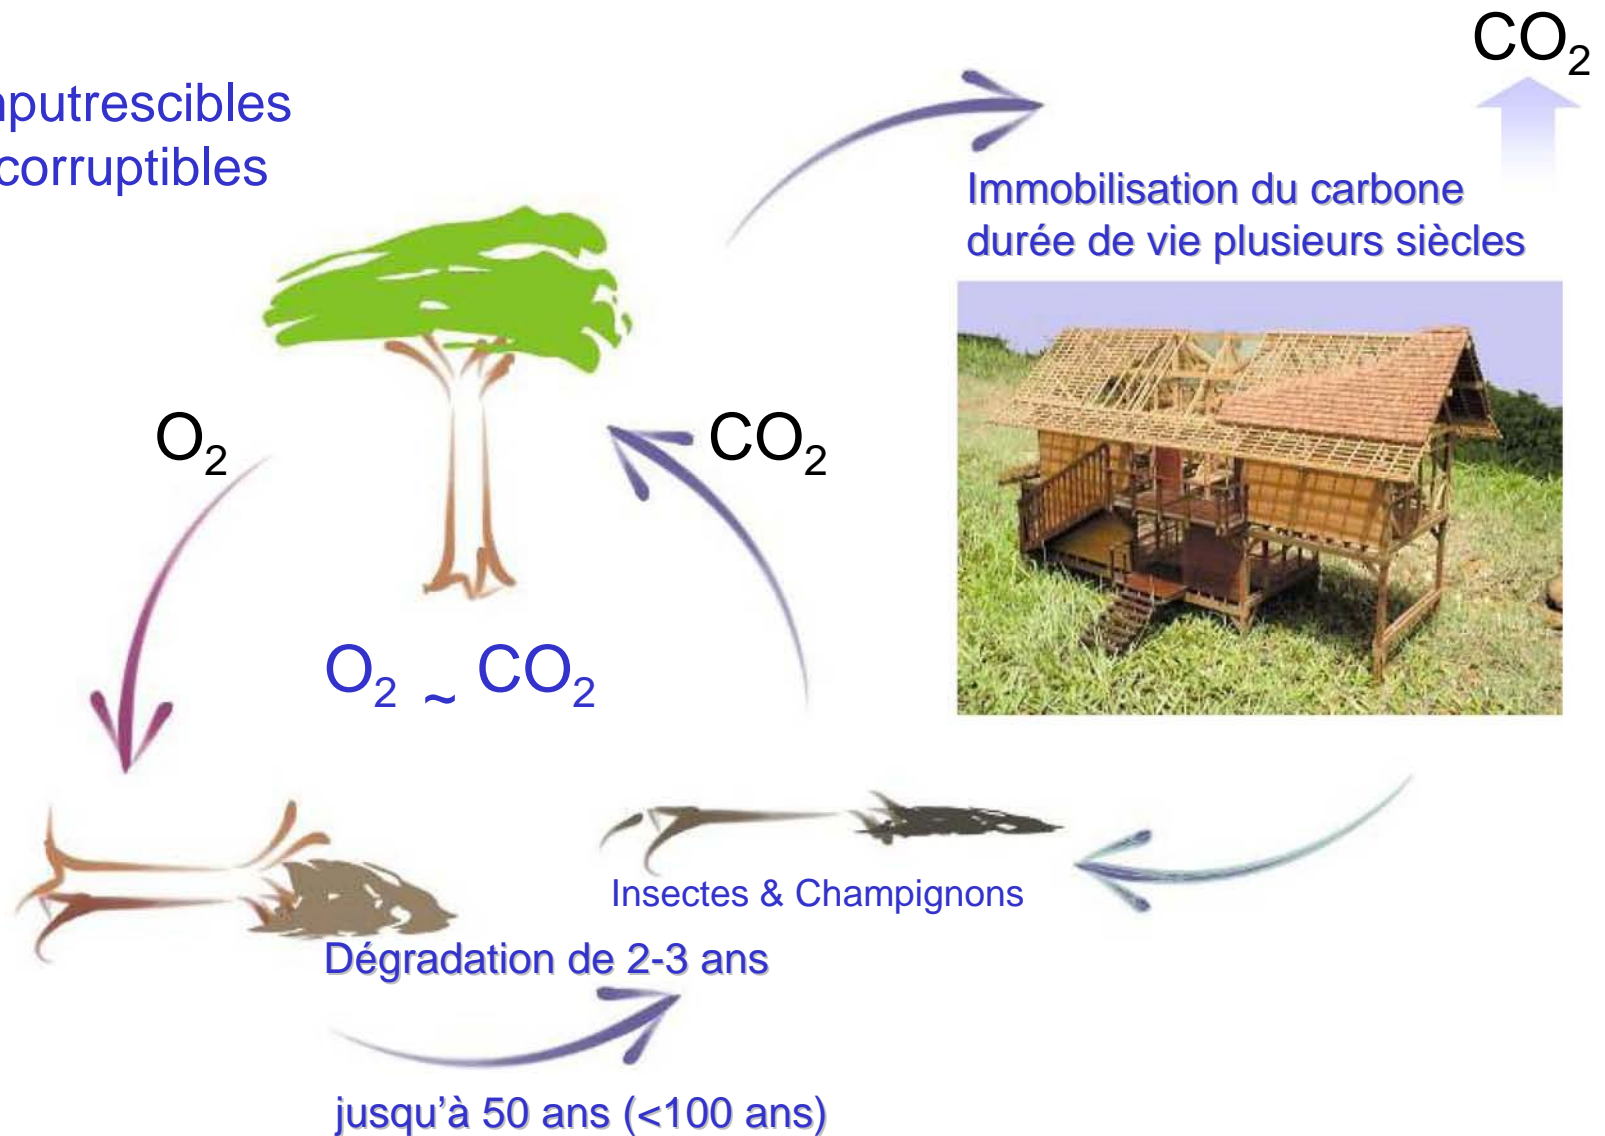 CO₂
corruptibles
Immobilisation du carbone
durée de vie plusieurs siècles
O₂
CO₂
O₂ ~ CO₂
Insectes & Champignons
Dégradation de 2-3 ans
jusqu'à 50 ans (<100 ans)